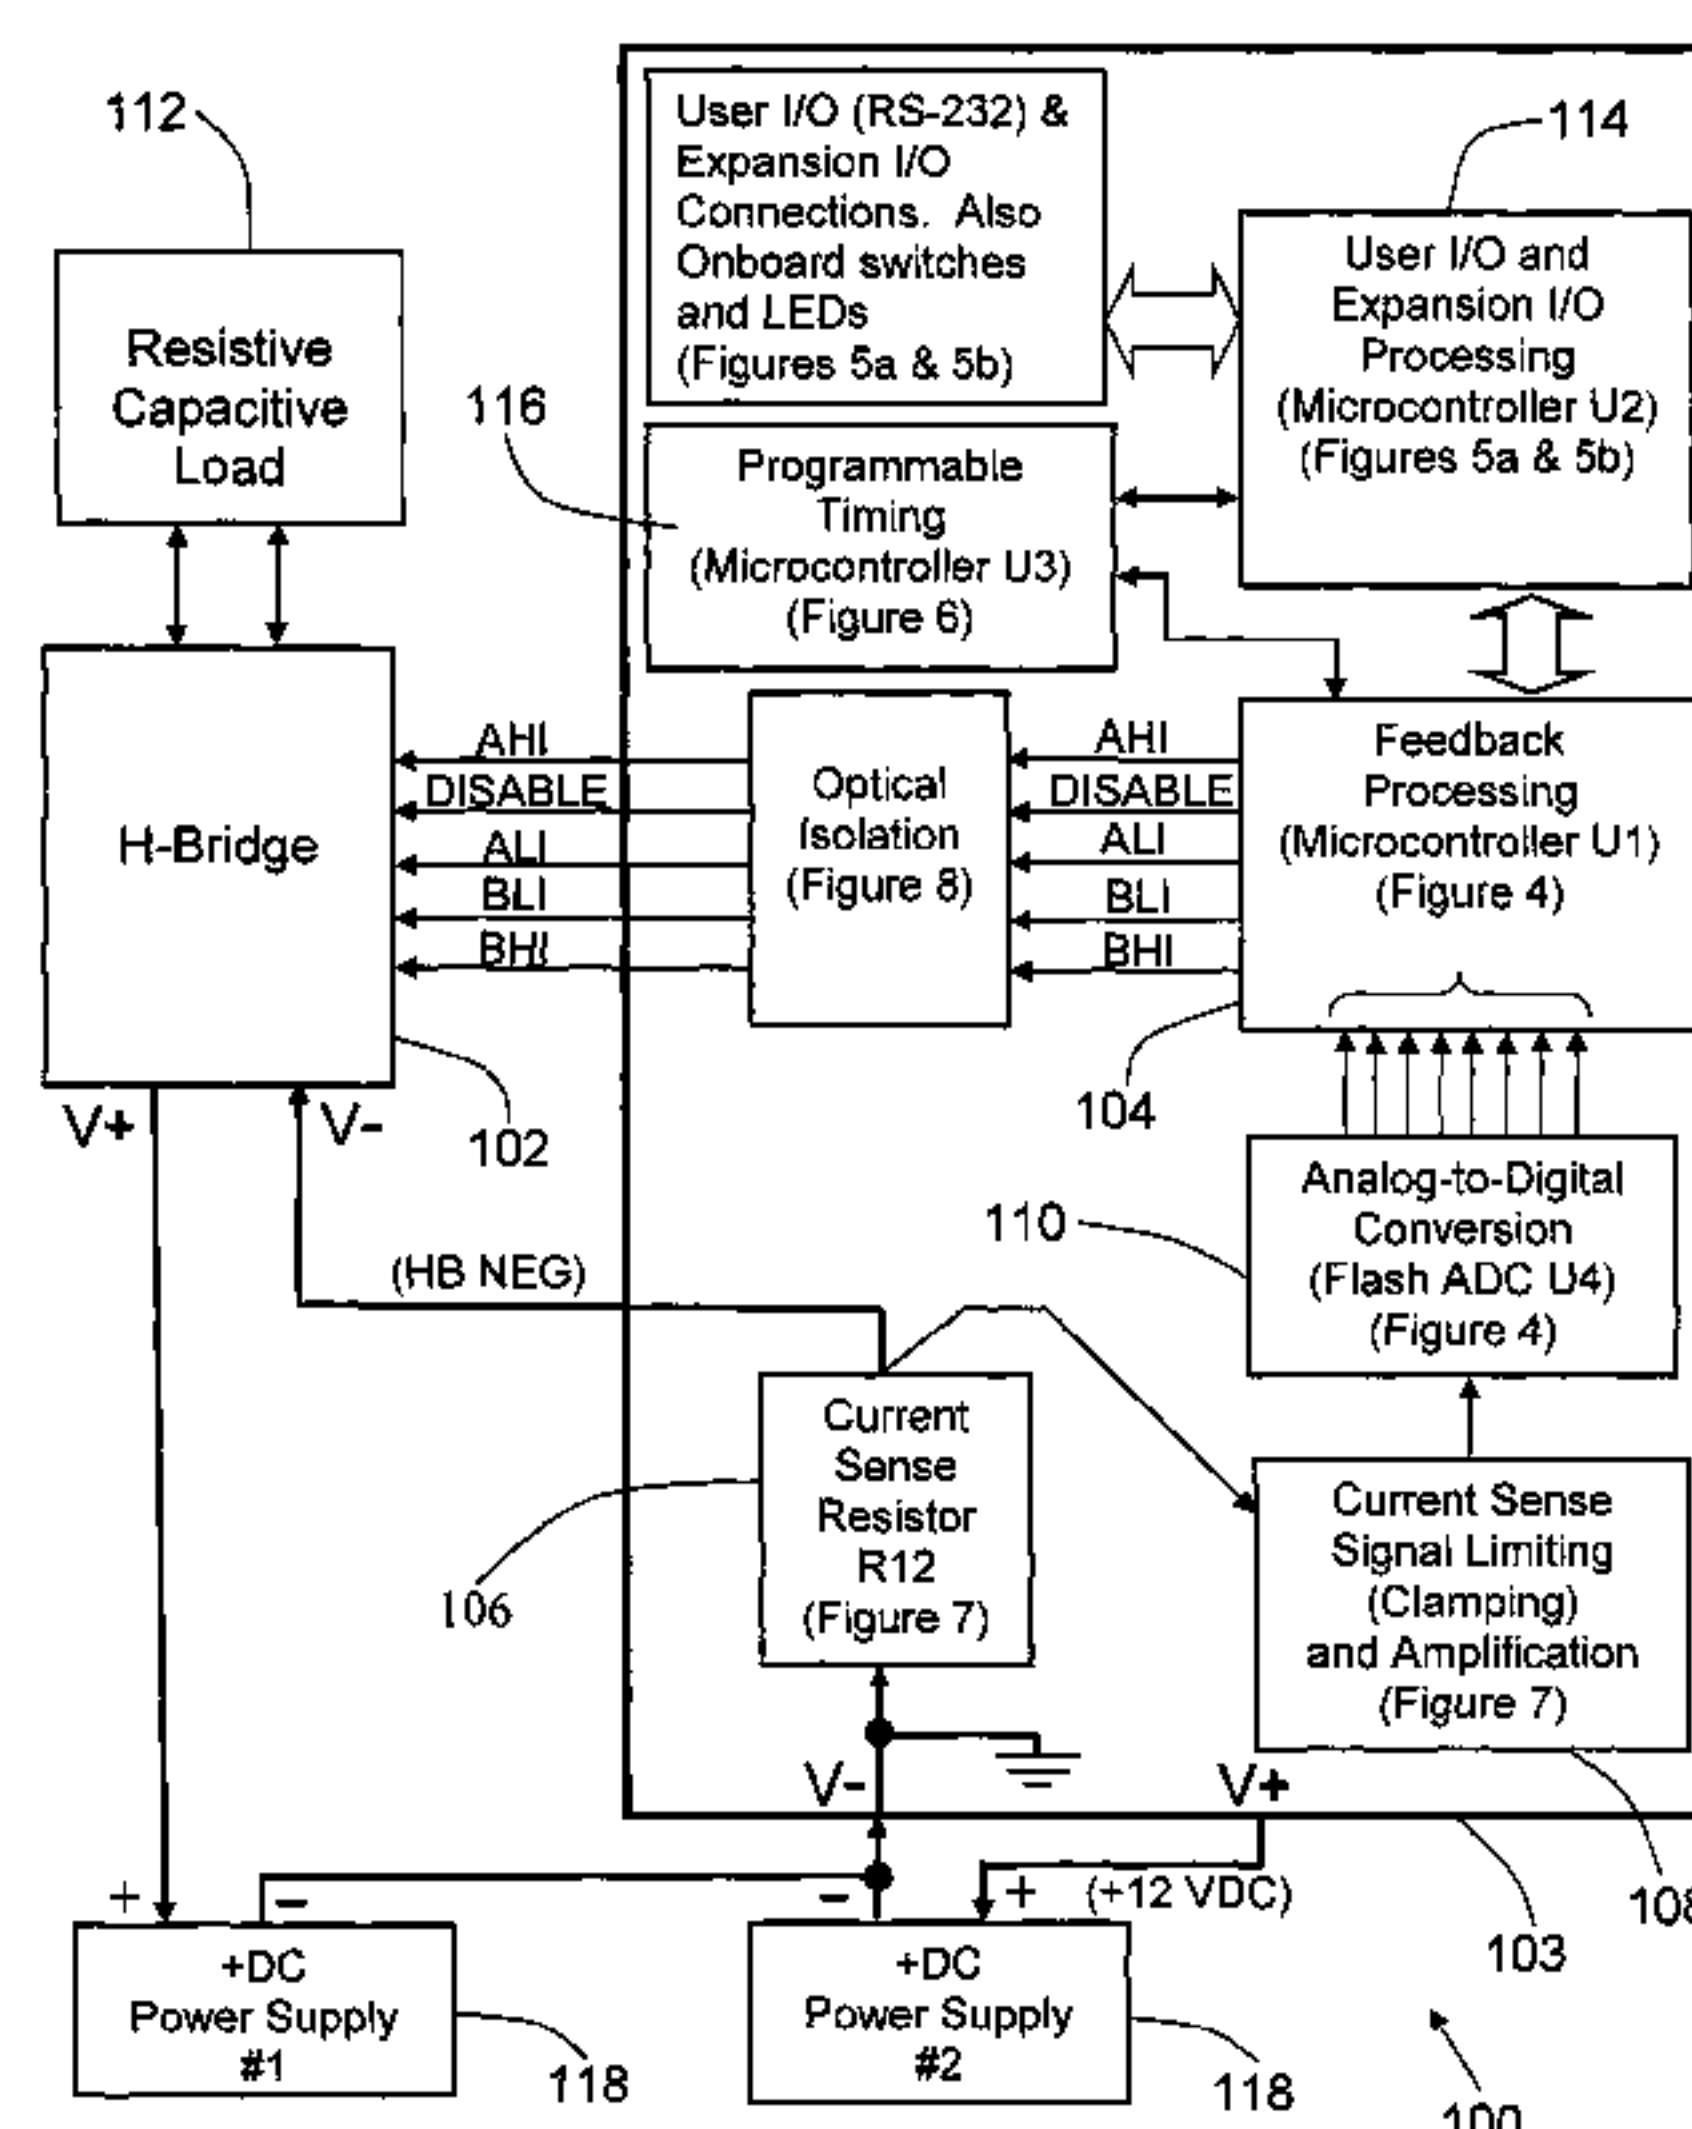 112
User I/O (RS-232) &
Expansion I/O
Connections. Also
Onboard switches
and LEDs
(Figures 5a & 5b)
114
User I/O and
Expansion I/O
Processing
(Microcontroller U2)
(Figures 5a & 5b)
Resistive
Capacitive
Load
116
Programmable
Timing
(Microcontroller U3)
(Figure 6)
H-Bridge
AHI
DISABLE
ALI
BLI
BHI
Optical
Isolation
(Figure 8)
AHI
DISABLE
ALI
BLI
BHI
Feedback
Processing
(Microcontroller U1)
(Figure 4)
V+
V-
102
104
110
Analog-to-Digital
Conversion
(Flash ADC U4)
(Figure 4)
(HB NEG)
Current
Sense
Resistor
R12
(Figure 7)
106
Current Sense
Signal Limiting
(Clamping)
and Amplification
(Figure 7)
V-
V+
+
-
-
+
(+12 VDC)
108
103
+DC
Power Supply
#1
118
+DC
Power Supply
#2
118
100